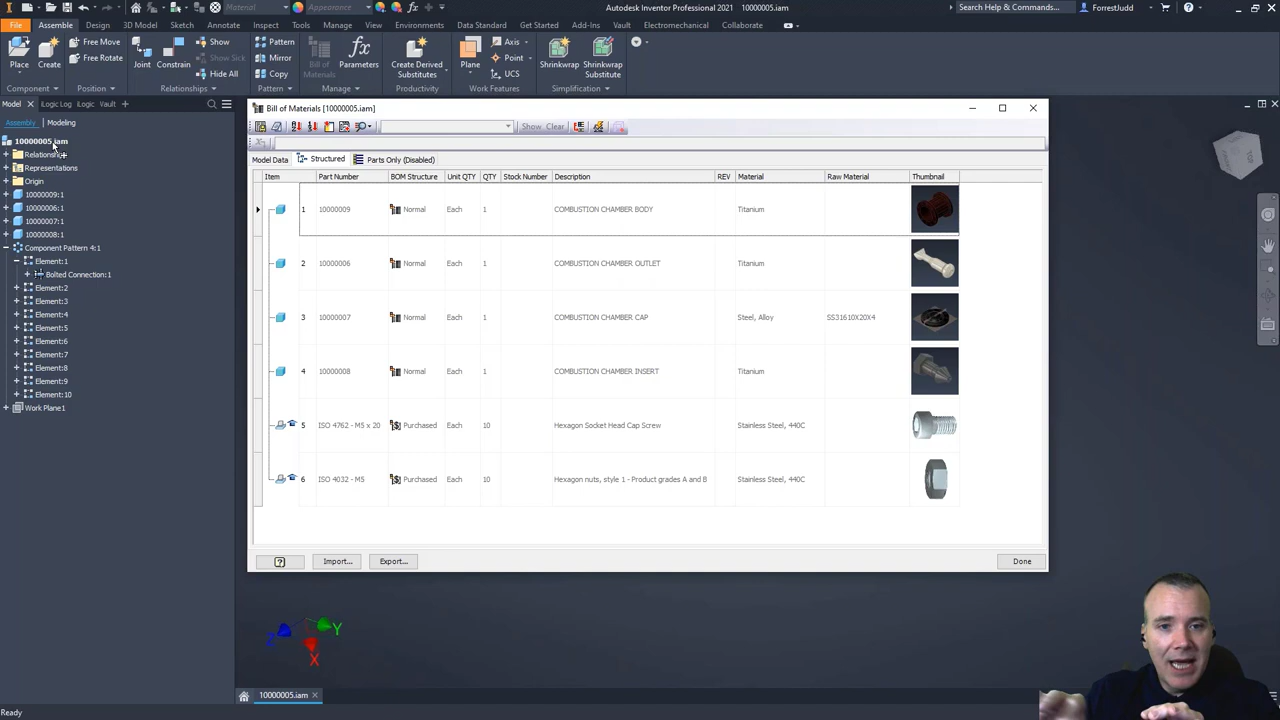 Material
Appearance
Autodesk Inventor Professional 2021 10000005.iam
Search Help & Commands...
ForrestJudd
File
Assemble
Design
3D Model
Sketch
Annotate
Inspect
Tools
Manage
View
Environments
Data Standard
Get Started
Add-Ins
Vault
Electromechanical
Collaborate
Place
Create
Free Move
Free Rotate
Joint
Constrain
Show
Show Sick
Hide All
Pattern
Mirror
Copy
Bill of Materials
Parameters
Create Derived Substitutes
Plane
Axis
Point
UCS
Shrinkwrap
Shrinkwrap Substitute
Component
Position
Relationships
Pattern
Manage
Productivity
Work Features
Simplification
Model
iLogic Log
iLogic
Vault
Assembly
Modeling
10000005.iam
Representations
Origin
10000009:1
10000006:1
10000007:1
10000008:1
Component Pattern 4:1
Element:1
Bolted Connection:1
Element:2
Element:3
Element:4
Element:5
Element:6
Element:7
Element:8
Element:9
Element:10
Work Plane1
Bill of Materials [10000005.iam]
Show Clear
Model Data
Structured
Parts Only (Disabled)
Item Part Number BOM Structure Unit QTY QTY Stock Number Description REV Material Raw Material Thumbnail
1 10000009 Normal Each 1 COMBUSTION CHAMBER BODY Titanium
2 10000006 Normal Each 1 COMBUSTION CHAMBER OUTLET Titanium
3 10000007 Normal Each 1 COMBUSTION CHAMBER CAP Steel, Alloy SS31610X20X4
4 10000008 Normal Each 1 COMBUSTION CHAMBER INSERT Titanium
5 ISO 4762 - M5 x 20 Purchased Each 10 Hexagon Socket Head Cap Screw Stainless Steel, 440C
6 ISO 4032 - M5 Purchased Each 10 Hexagon nuts, style 1 - Product grades A and B Stainless Steel, 440C
Import...
Export...
Done
Z
Y
X
10000005.iam
Ready